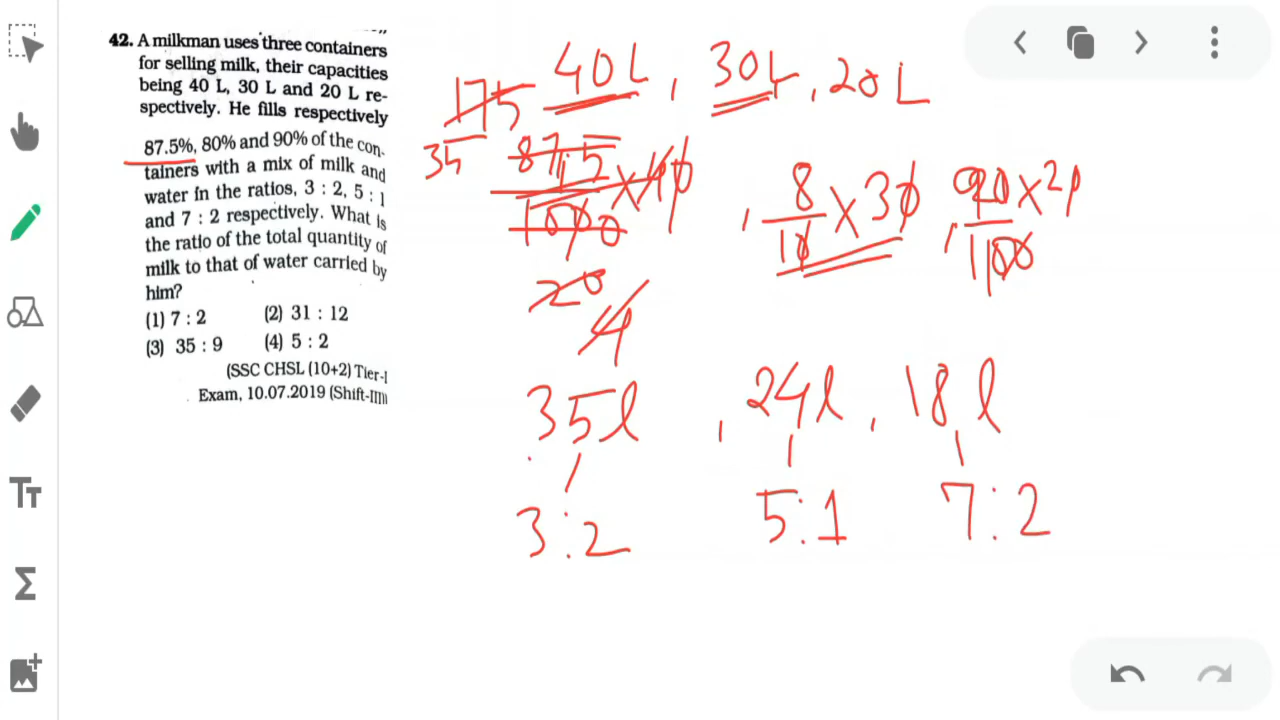 42. A milkman uses three containers
for selling milk, their capacities
being 40 L, 30 L and 20 L re-
spectively. He fills respectively
87.5%, 80% and 90% of the con-
tainers with a mix of milk and
water in the ratios, 3 : 2, 5 : 1
and 7 : 2 respectively. What is
the ratio of the total quantity of
milk to that of water carried by
him?
(1) 7 : 2 (2) 31 : 12
(3) 35 : 9 (4) 5 : 2
(SSC CHSL (10+2) Tier-I
Exam, 10.07.2019 (Shift-III)
40L, 30L, 20L
175
35
87.5/1000 × 40, 8/10 × 30, 90/100 × 20
20
4
35l, 24l, 18l
3:2 5:1 7:2
Tт
Σ